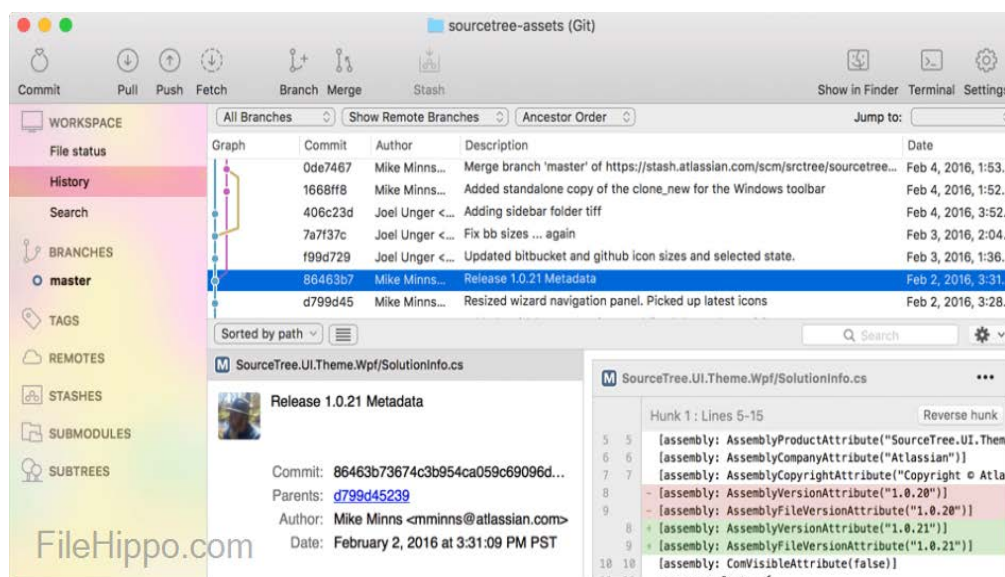 sourcetree-assets (Git)
Commit Pull Push Fetch Branch Merge Stash Show in Finder Terminal Settings
WORKSPACE
File status
History
Search
BRANCHES
master
TAGS
REMOTES
STASHES
SUBMODULES
SUBTREES
All Branches Show Remote Branches Ancestor Order Jump to:
Graph Commit Author Description Date
0de7467 Mike Minns... Merge branch 'master' of https://stash.atlassian.com/scm/srctree/sourcetree... Feb 4, 2016, 1:53.
1668ff8 Mike Minns... Added standalone copy of the clone_new for the Windows toolbar Feb 4, 2016, 1:52.
406c23d Joel Unger <... Adding sidebar folder tiff Feb 4, 2016, 3:52.
7a7f37c Joel Unger <... Fix bb sizes ... again Feb 3, 2016, 2:04.
f99d729 Joel Unger <... Updated bitbucket and github icon sizes and selected state. Feb 3, 2016, 1:36.
86463b7 Mike Minns... Release 1.0.21 Metadata Feb 2, 2016, 3:31.
d799d45 Mike Minns... Resized wizard navigation panel. Picked up latest icons Feb 2, 2016, 3:28.
Sorted by path Search
M SourceTree.UI.Theme.Wpf/SolutionInfo.cs
Release 1.0.21 Metadata
Commit: 86463b73674c3b954ca059c69096d...
Parents: d799d45239
Author: Mike Minns <mminns@atlassian.com>
Date: February 2, 2016 at 3:31:09 PM PST
M SourceTree.UI.Theme.Wpf/SolutionInfo.cs
Hunk 1 : Lines 5-15 Reverse hunk
5 5 [assembly: AssemblyProductAttribute("SourceTree.UI.Them
6 6 [assembly: AssemblyCompanyAttribute("Atlassian")]
7 7 [assembly: AssemblyCopyrightAttribute("Copyright © Atla
8 - [assembly: AssemblyVersionAttribute("1.0.20")]
9 - [assembly: AssemblyFileVersionAttribute("1.0.20")]
8 + [assembly: AssemblyVersionAttribute("1.0.21")]
9 + [assembly: AssemblyFileVersionAttribute("1.0.21")]
10 10 [assembly: ComVisibleAttribute(false)]
FileHippo.com